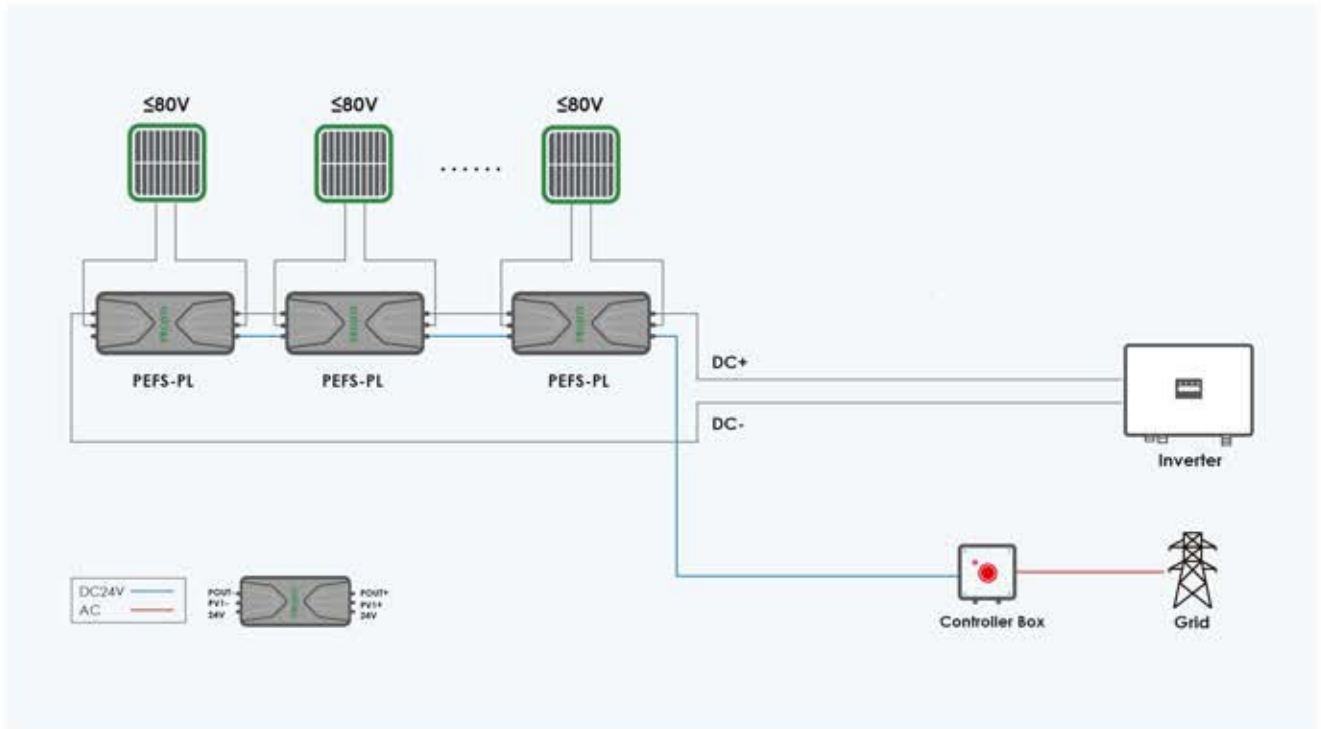 ≤80V ≤80V ≤80V
......
PEFS-PL PEFS-PL PEFS-PL
DC+
DC-
Inverter
DC24V
AC
POUT- POUT+
PV1- PV1+
24V 24V
Controller Box
Grid